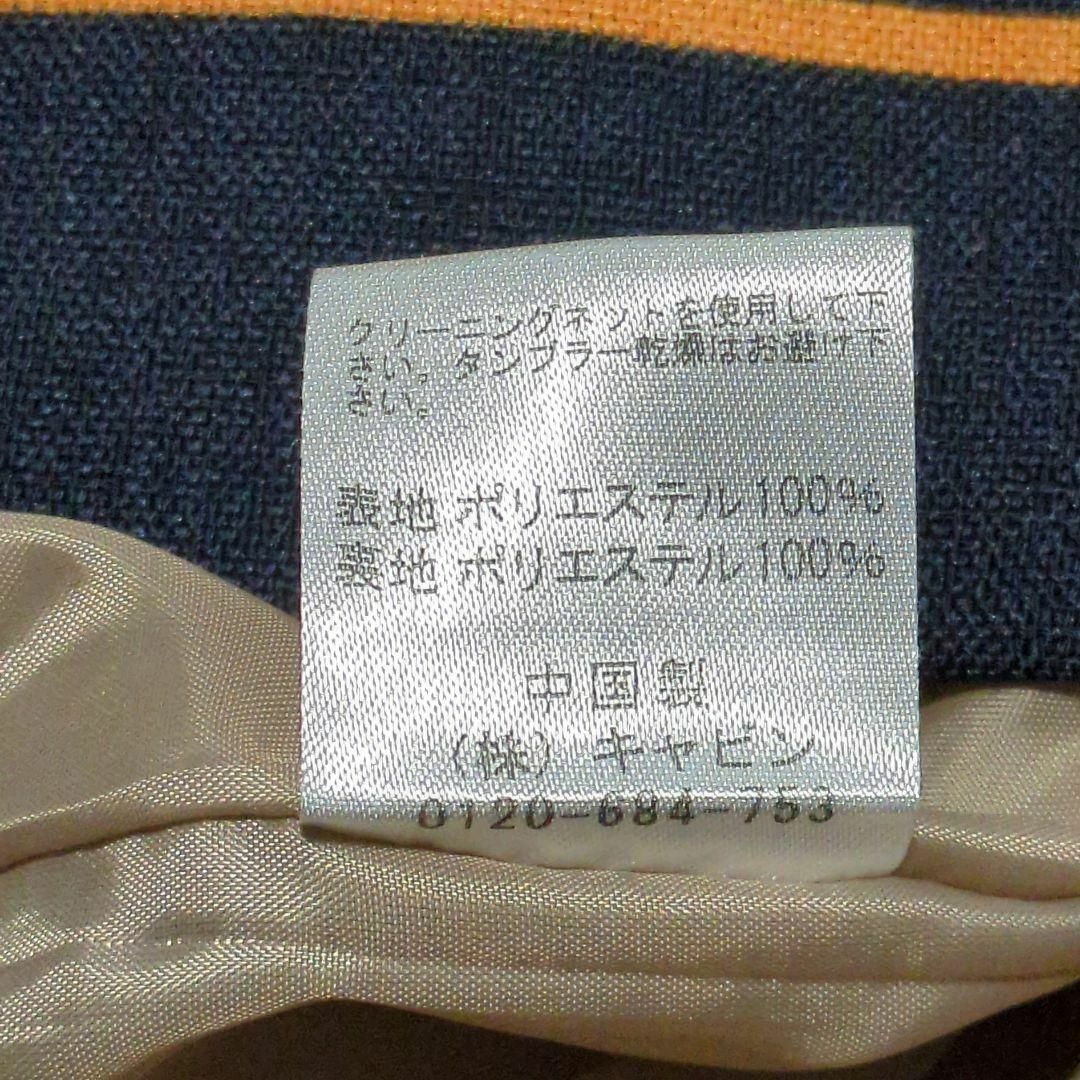 クリーニングネットを使用して下
さい。タンブラー乾燥はお避け下
さい。
表地 ポリエステル100%
裏地 ポリエステル100%
中国製
(株)キャビン
0120-684-753